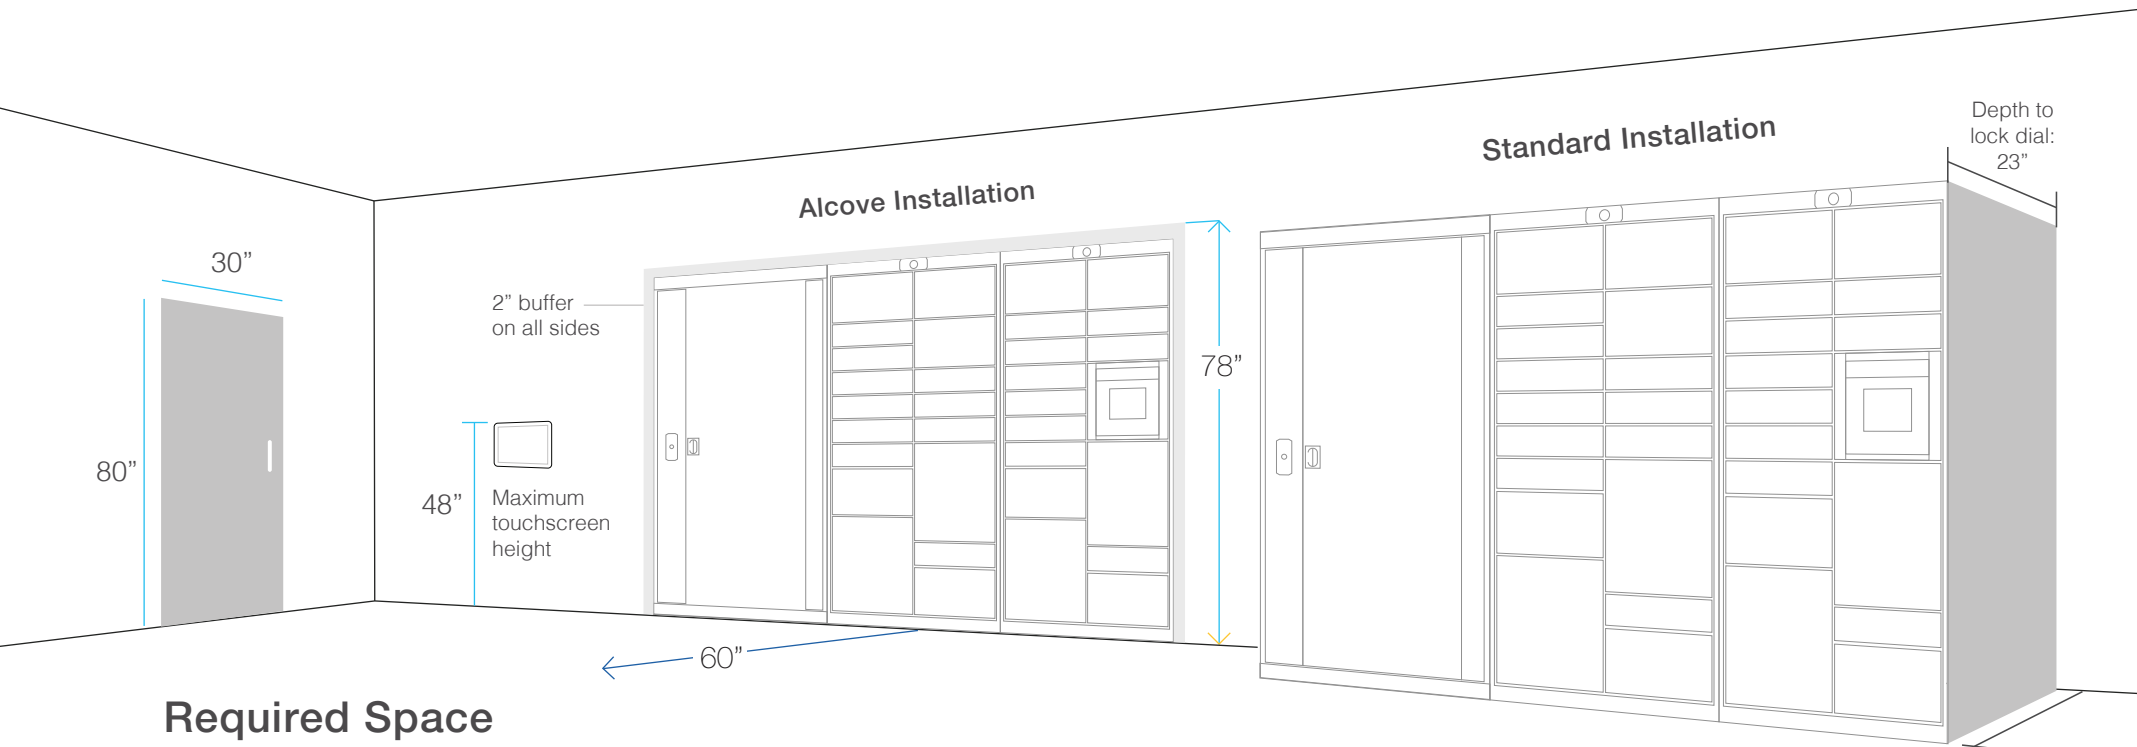 Depth to
lock dial:
23”
Standard Installation
Alcove Installation
30”
2” buffer
on all sides
78”
80”
48”
Maximum
touchscreen
height
60”
Required Space